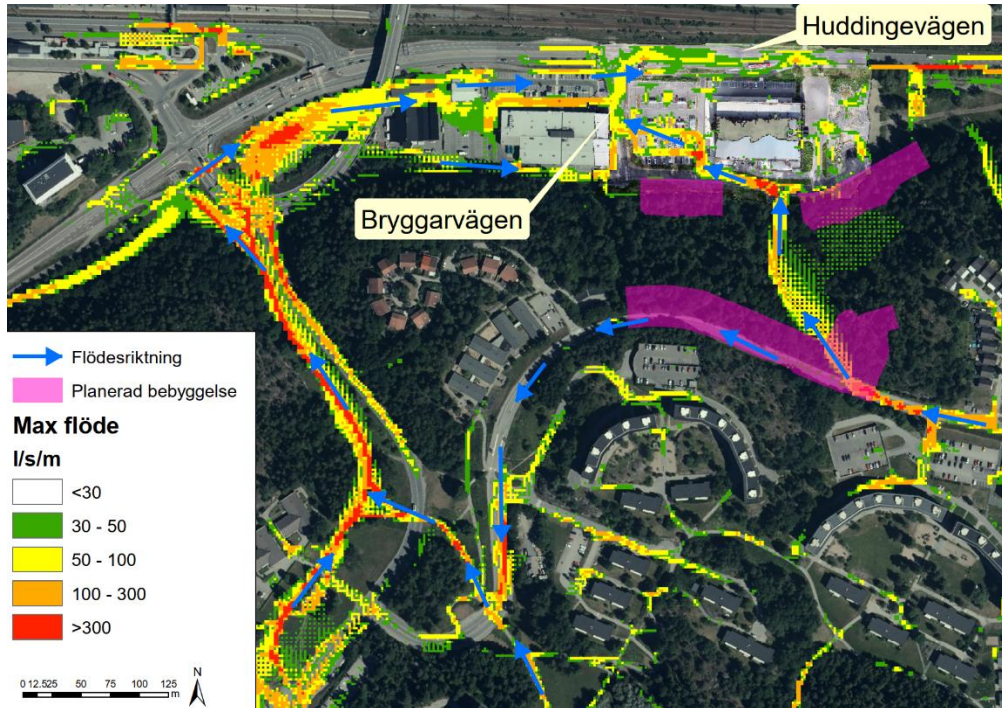 Huddingevägen
Bryggarvägen
Flödesriktning
Planerad bebyggelse
Max flöde
l/s/m
<30
30 - 50
50 - 100
100 - 300
>300
0 12.525 50 75 100 125
m
N